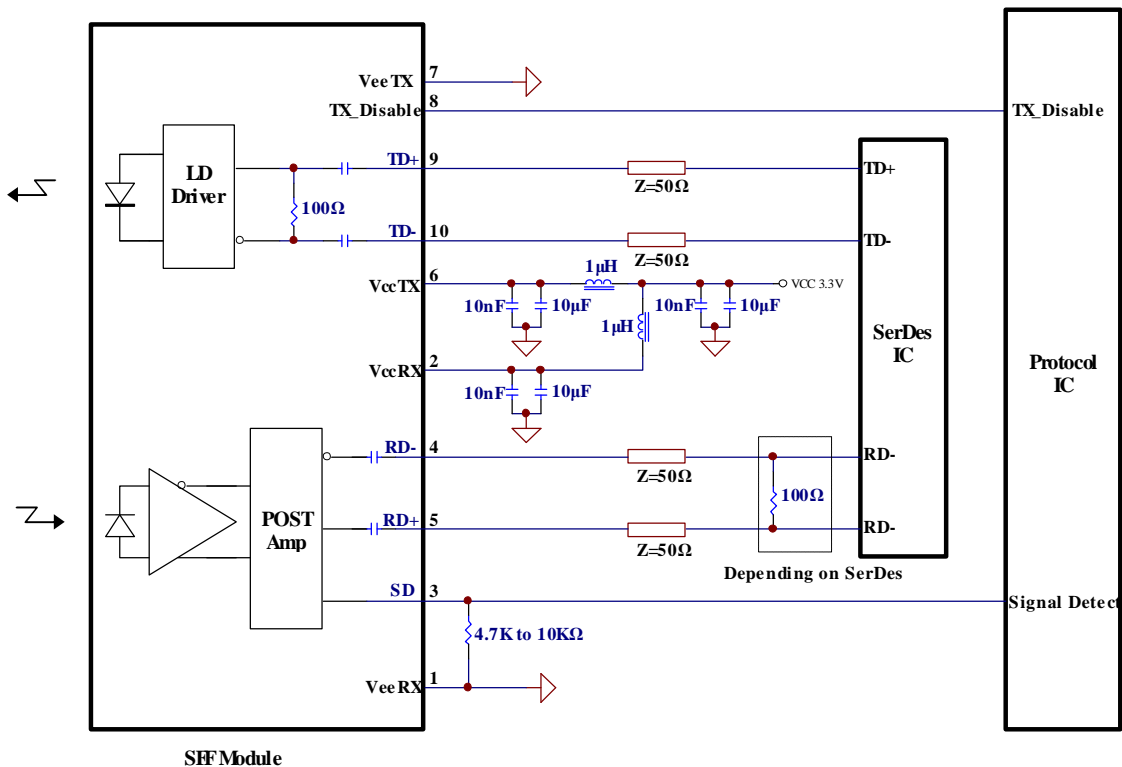 VeeTX
7
TX_Disable
8
TX_Disable
LD
Driver
100Ω
TD+
9
Z=50Ω
TD+
TD-
10
Z=50Ω
TD-
VccTX
6
10nF
10µF
1µH
1µH
10nF
10µF
VCC 3.3V
SerDes
IC
Protocol
IC
VccRX
2
10nF
10µF
POST
Amp
RD-
4
Z=50Ω
RD-
100Ω
RD+
5
Z=50Ω
RD-
Depending on SerDes
SD
3
Signal Detect
4.7K to 10KΩ
VeeRX
1
SFF Module